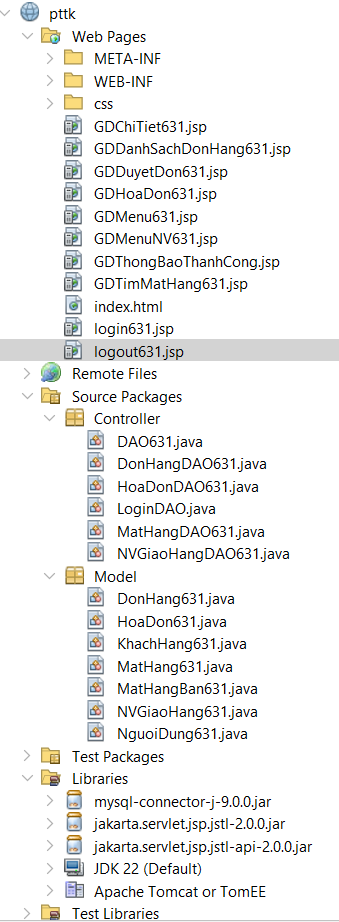 pttk
Web Pages
META-INF
WEB-INF
css
GDChiTiet631.jsp
GDDanhSachDonHang631.jsp
GDDuyetDon631.jsp
GDHoaDon631.jsp
GDMenu631.jsp
GDMenuNV631.jsp
GDThongBaoThanhCong.jsp
GDTimMatHang631.jsp
index.html
login631.jsp
logout631.jsp
Remote Files
Source Packages
Controller
DAO631.java
DonHangDAO631.java
HoaDonDAO631.java
LoginDAO.java
MatHangDAO631.java
NVGiaoHangDAO631.java
Model
DonHang631.java
HoaDon631.java
KhachHang631.java
MatHang631.java
MatHangBan631.java
NVGiaoHang631.java
NguoiDung631.java
Test Packages
Libraries
mysql-connector-j-9.0.0.jar
jakarta.servlet.jsp.jstl-2.0.0.jar
jakarta.servlet.jsp.jstl-api-2.0.0.jar
JDK 22 (Default)
Apache Tomcat or TomEE
Test Libraries